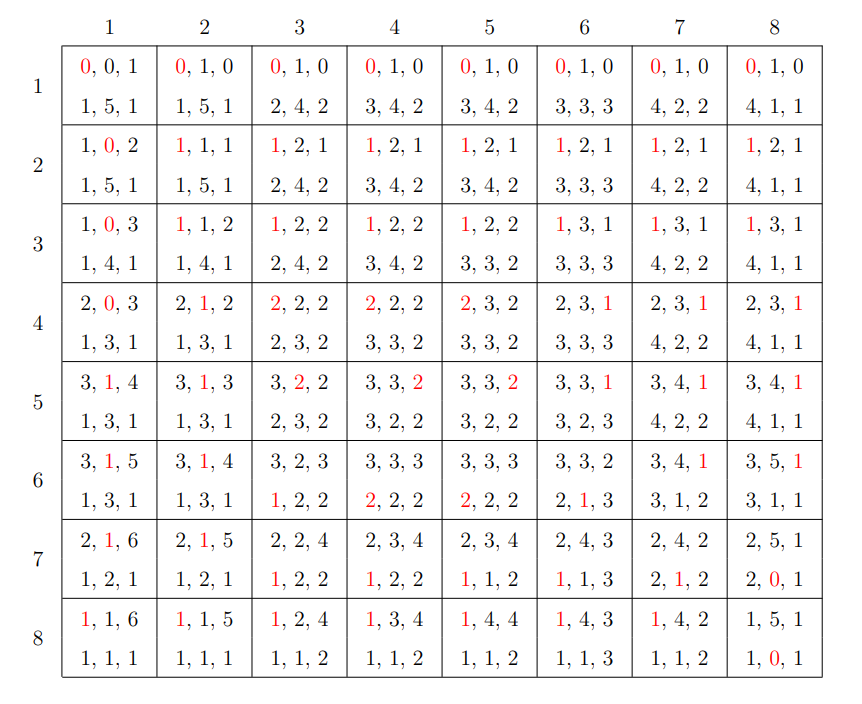 1 2 3 4 5 6 7 8
1
0, 0, 1 0, 1, 0 0, 1, 0 0, 1, 0 0, 1, 0 0, 1, 0 0, 1, 0 0, 1, 0
1, 5, 1 1, 5, 1 2, 4, 2 3, 4, 2 3, 4, 2 3, 3, 3 4, 2, 2 4, 1, 1
2
1, 0, 2 1, 1, 1 1, 2, 1 1, 2, 1 1, 2, 1 1, 2, 1 1, 2, 1 1, 2, 1
1, 5, 1 1, 5, 1 2, 4, 2 3, 4, 2 3, 4, 2 3, 3, 3 4, 2, 2 4, 1, 1
3
1, 0, 3 1, 1, 2 1, 2, 2 1, 2, 2 1, 2, 2 1, 3, 1 1, 3, 1 1, 3, 1
1, 4, 1 1, 4, 1 2, 4, 2 3, 4, 2 3, 3, 2 3, 3, 3 4, 2, 2 4, 1, 1
4
2, 0, 3 2, 1, 2 2, 2, 2 2, 2, 2 2, 3, 2 2, 3, 1 2, 3, 1 2, 3, 1
1, 3, 1 1, 3, 1 2, 3, 2 3, 3, 2 3, 3, 2 3, 3, 3 4, 2, 2 4, 1, 1
5
3, 1, 4 3, 1, 3 3, 2, 2 3, 3, 2 3, 3, 2 3, 3, 1 3, 4, 1 3, 4, 1
1, 3, 1 1, 3, 1 2, 3, 2 3, 2, 2 3, 2, 2 3, 2, 3 4, 2, 2 4, 1, 1
6
3, 1, 5 3, 1, 4 3, 2, 3 3, 3, 3 3, 3, 3 3, 3, 2 3, 4, 1 3, 5, 1
1, 3, 1 1, 3, 1 1, 2, 2 2, 2, 2 2, 2, 2 2, 1, 3 3, 1, 2 3, 1, 1
7
2, 1, 6 2, 1, 5 2, 2, 4 2, 3, 4 2, 3, 4 2, 4, 3 2, 4, 2 2, 5, 1
1, 2, 1 1, 2, 1 1, 2, 2 1, 2, 2 1, 1, 2 1, 1, 3 2, 1, 2 2, 0, 1
8
1, 1, 6 1, 1, 5 1, 2, 4 1, 3, 4 1, 4, 4 1, 4, 3 1, 4, 2 1, 5, 1
1, 1, 1 1, 1, 1 1, 1, 2 1, 1, 2 1, 1, 2 1, 1, 3 1, 1, 2 1, 0, 1